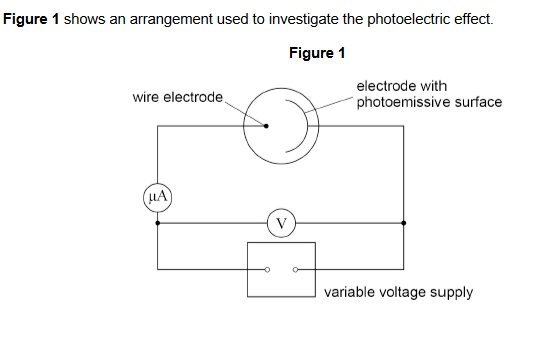 Figure 1 shows an arrangement used to investigate the photoelectric effect.
Figure 1
electrode with
photoemissive surface
wire electrode
μA
V
variable voltage supply